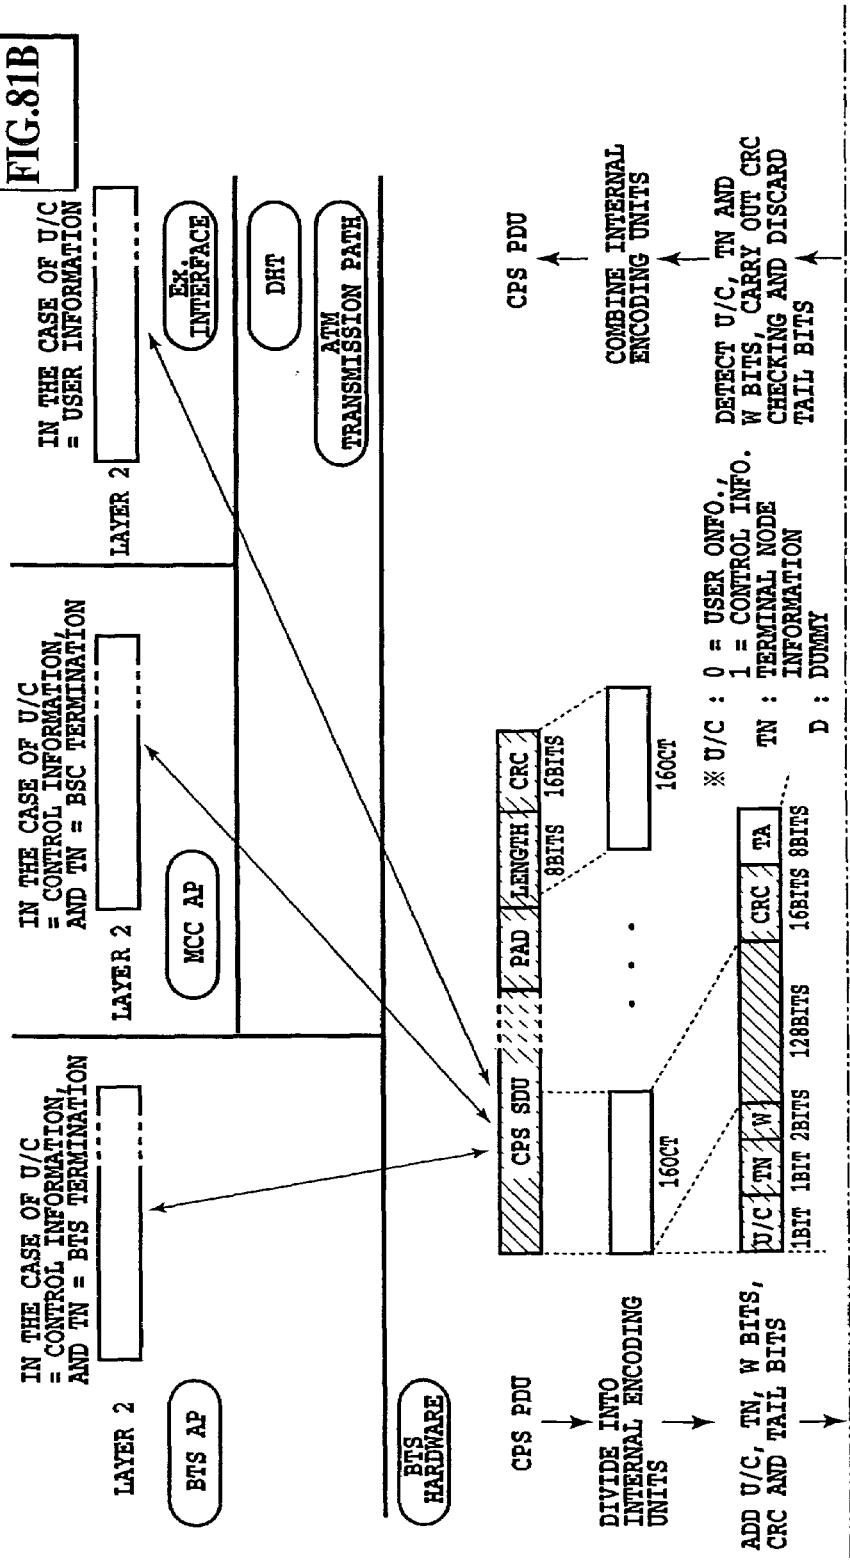 FIG.81B
IN THE CASE OF U/C
= CONTROL INFORMATION,
AND TN = BTS TERMINATION
LAYER 2
BTS AP
IN THE CASE OF U/C
= CONTROL INFORMATION,
AND TN = BSC TERMINATION
LAYER 2
MCC AP
IN THE CASE OF U/C
= USER INFORMATION
LAYER 2
EX.
INTERFACE
DHT
ATM
TRANSMISSION PATH
BTS
HARDWARE
CPS PDU
DIVIDE INTO
INTERNAL ENCODING
UNITS
ADD U/C, TN, W BITS,
CRC AND TAIL BITS
CPS SDU
PAD
LENGTH
CRC
8BITS
16BITS
16OCT
• • •
16OCT
U/C
TN
W
CRC
TA
1BIT
1BIT
2BITS
128BITS
16BITS
8BITS
CPS PDU
COMBINE INTERNAL
ENCODING UNITS
DETECT U/C, TN AND
W BITS, CARRY OUT CRC
CHECKING AND DISCARD
TAIL BITS
※ U/C : 0 = USER ONFO.,
1 = CONTROL INFO.
TN : TERMINAL NODE
INFORMATION
D : DUMMY